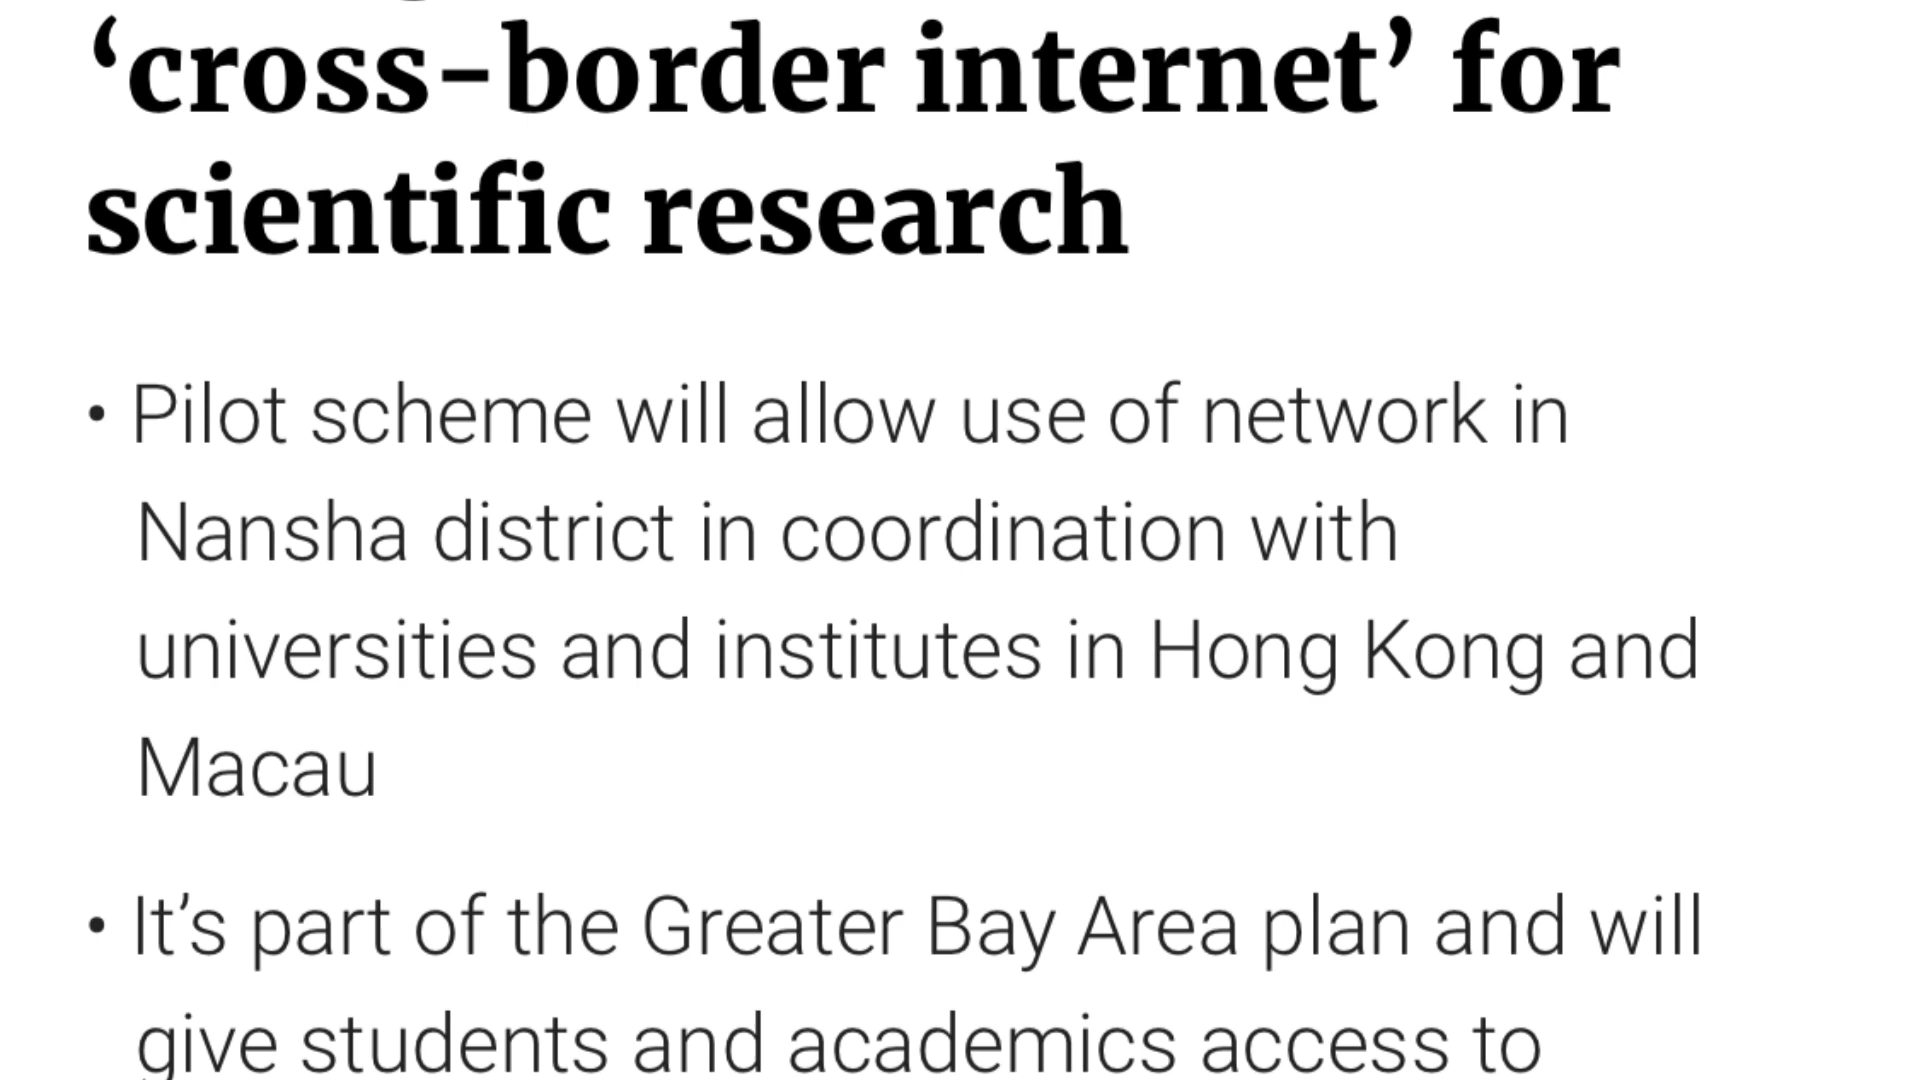 ‘cross-border internet’ for
scientific research
• Pilot scheme will allow use of network in
Nansha district in coordination with
universities and institutes in Hong Kong and
Macau
• It’s part of the Greater Bay Area plan and will
give students and academics access to